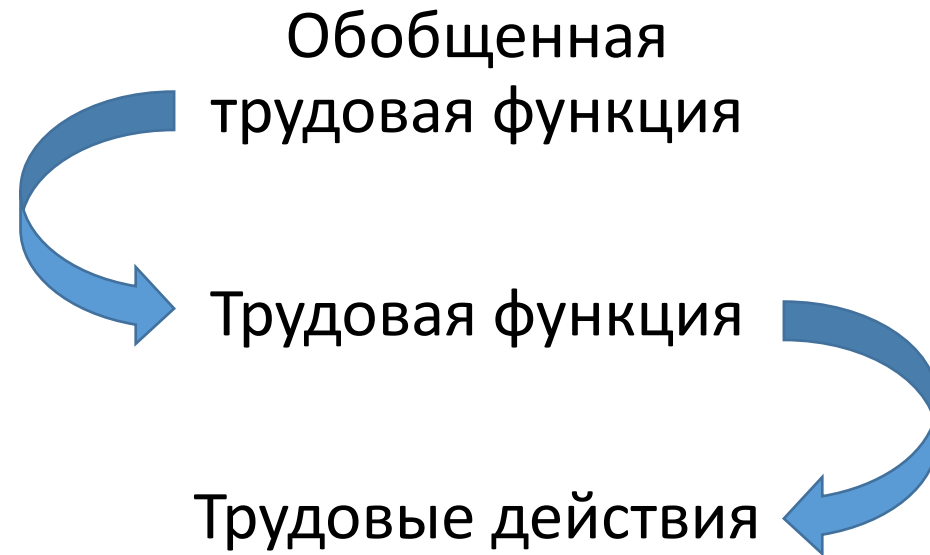 Обобщенная
трудовая функция
Трудовая функция
Трудовые действия